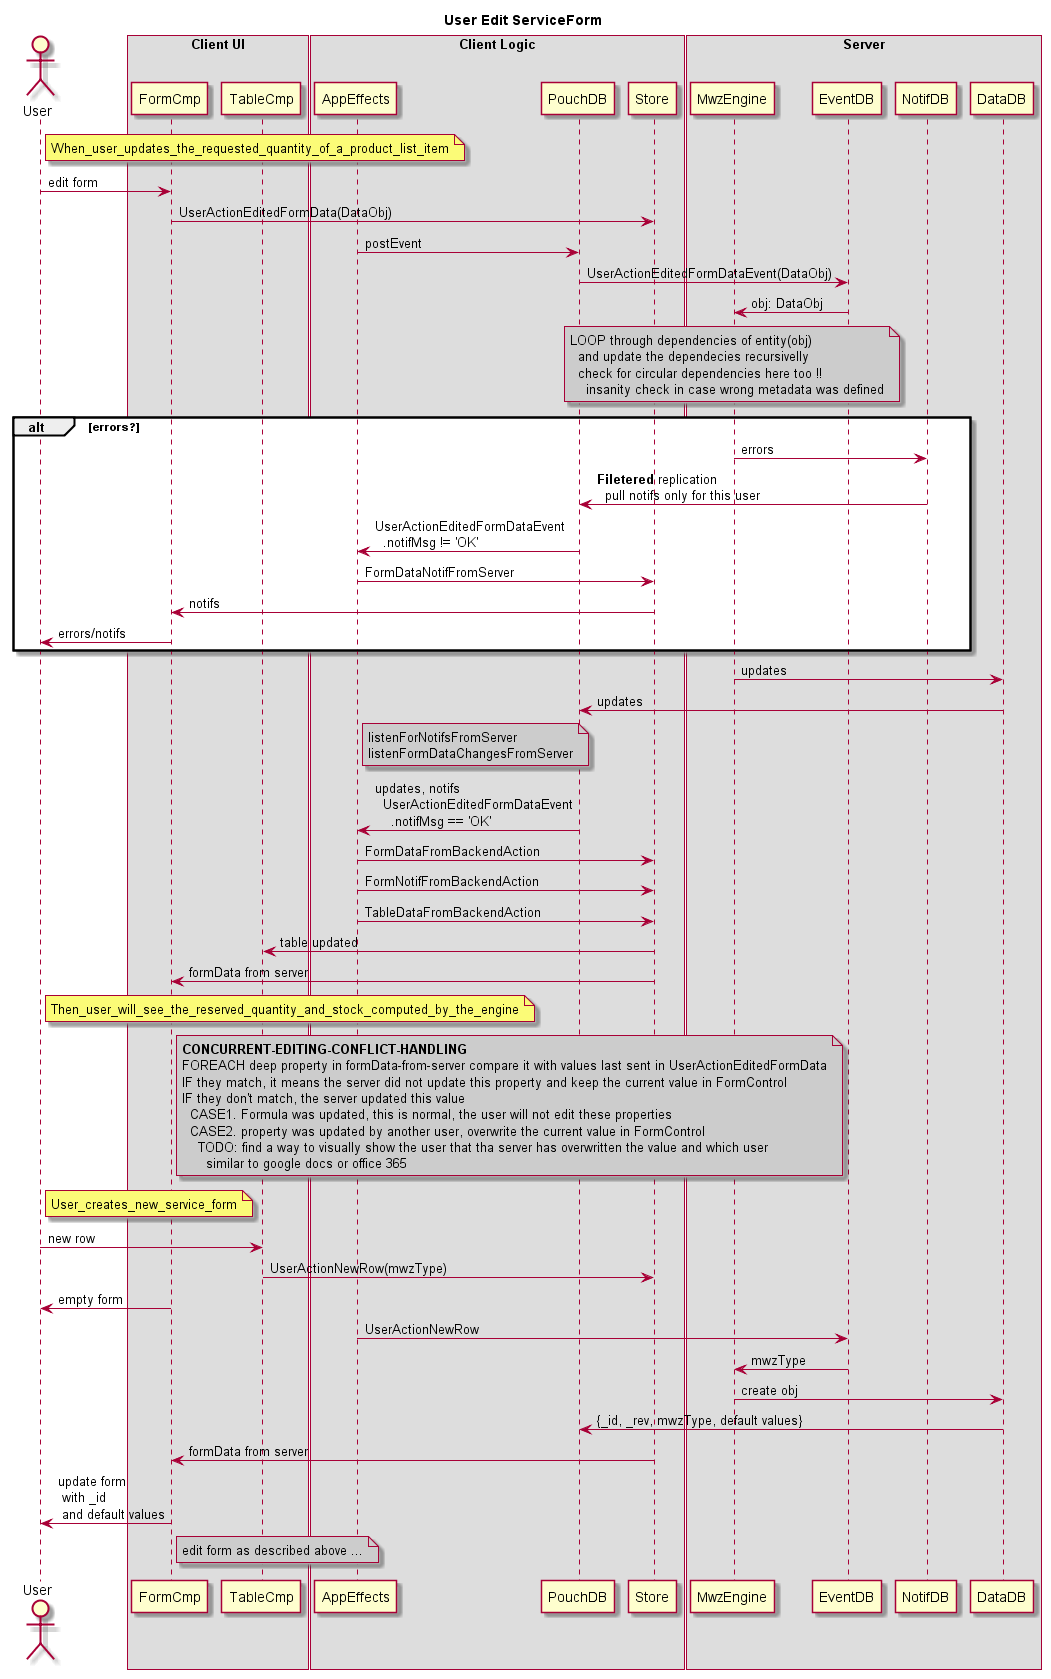 User Edit ServiceForm
Client UI
Client Logic
Server
User
FormCmp
TableCmp
AppEffects
PouchDB
Store
MwzEngine
EventDB
NotifDB
DataDB
When_user_updates_the_requested_quantity_of_a_product_list_item
edit form
UserActionEditedFormData(DataObj)
postEvent
UserActionEditedFormDataEvent(DataObj)
obj: DataObj
LOOP through dependencies of entity(obj)
and update the dependecies recursivelly
check for circular dependencies here too !!
insanity check in case wrong metadata was defined
alt
[errors?]
errors
Filetered replication
pull notifs only for this user
UserActionEditedFormDataEvent
.notifMsg != 'OK'
FormDataNotifFromServer
notifs
errors/notifs
updates
updates
listenForNotifsFromServer
listenFormDataChangesFromServer
updates, notifs
UserActionEditedFormDataEvent
.notifMsg == 'OK'
FormDataFromBackendAction
FormNotifFromBackendAction
TableDataFromBackendAction
table updated
formData from server
Then_user_will_see_the_reserved_quantity_and_stock_computed_by_the_engine
CONCURRENT-EDITING-CONFLICT-HANDLING
FOREACH deep property in formData-from-server compare it with values last sent in UserActionEditedFormData
IF they match, it means the server did not update this property and keep the current value in FormControl
IF they don't match, the server updated this value
CASE1. Formula was updated, this is normal, the user will not edit these properties
CASE2. property was updated by another user, overwrite the current value in FormControl
TODO: find a way to visually show the user that tha server has overwritten the value and which user
similar to google docs or office 365
User_creates_new_service_form
new row
UserActionNewRow(mwzType)
empty form
UserActionNewRow
mwzType
create obj
{_id, _rev, mwzType, default values}
formData from server
update form
with _id
and default values
edit form as described above ...
User
FormCmp
TableCmp
AppEffects
PouchDB
Store
MwzEngine
EventDB
NotifDB
DataDB